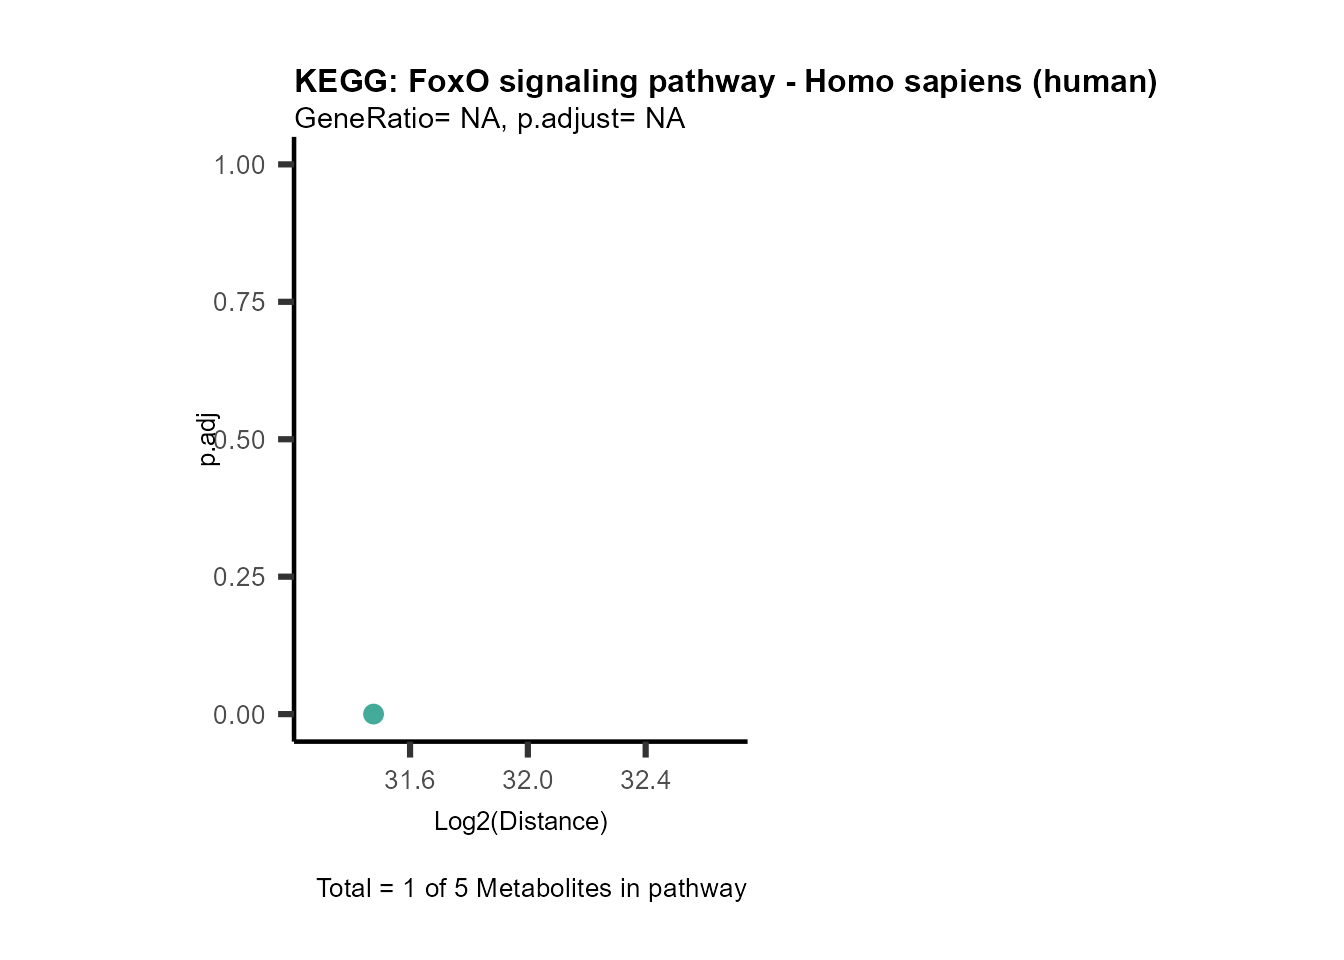 KEGG: FoxO signaling pathway - Homo sapiens (human)
GeneRatio= NA, p.adjust= NA
1.00
0.75
p.adj
0.50
0.25
0.00
31.6 32.0 32.4
Log2(Distance)
Total = 1 of 5 Metabolites in pathway